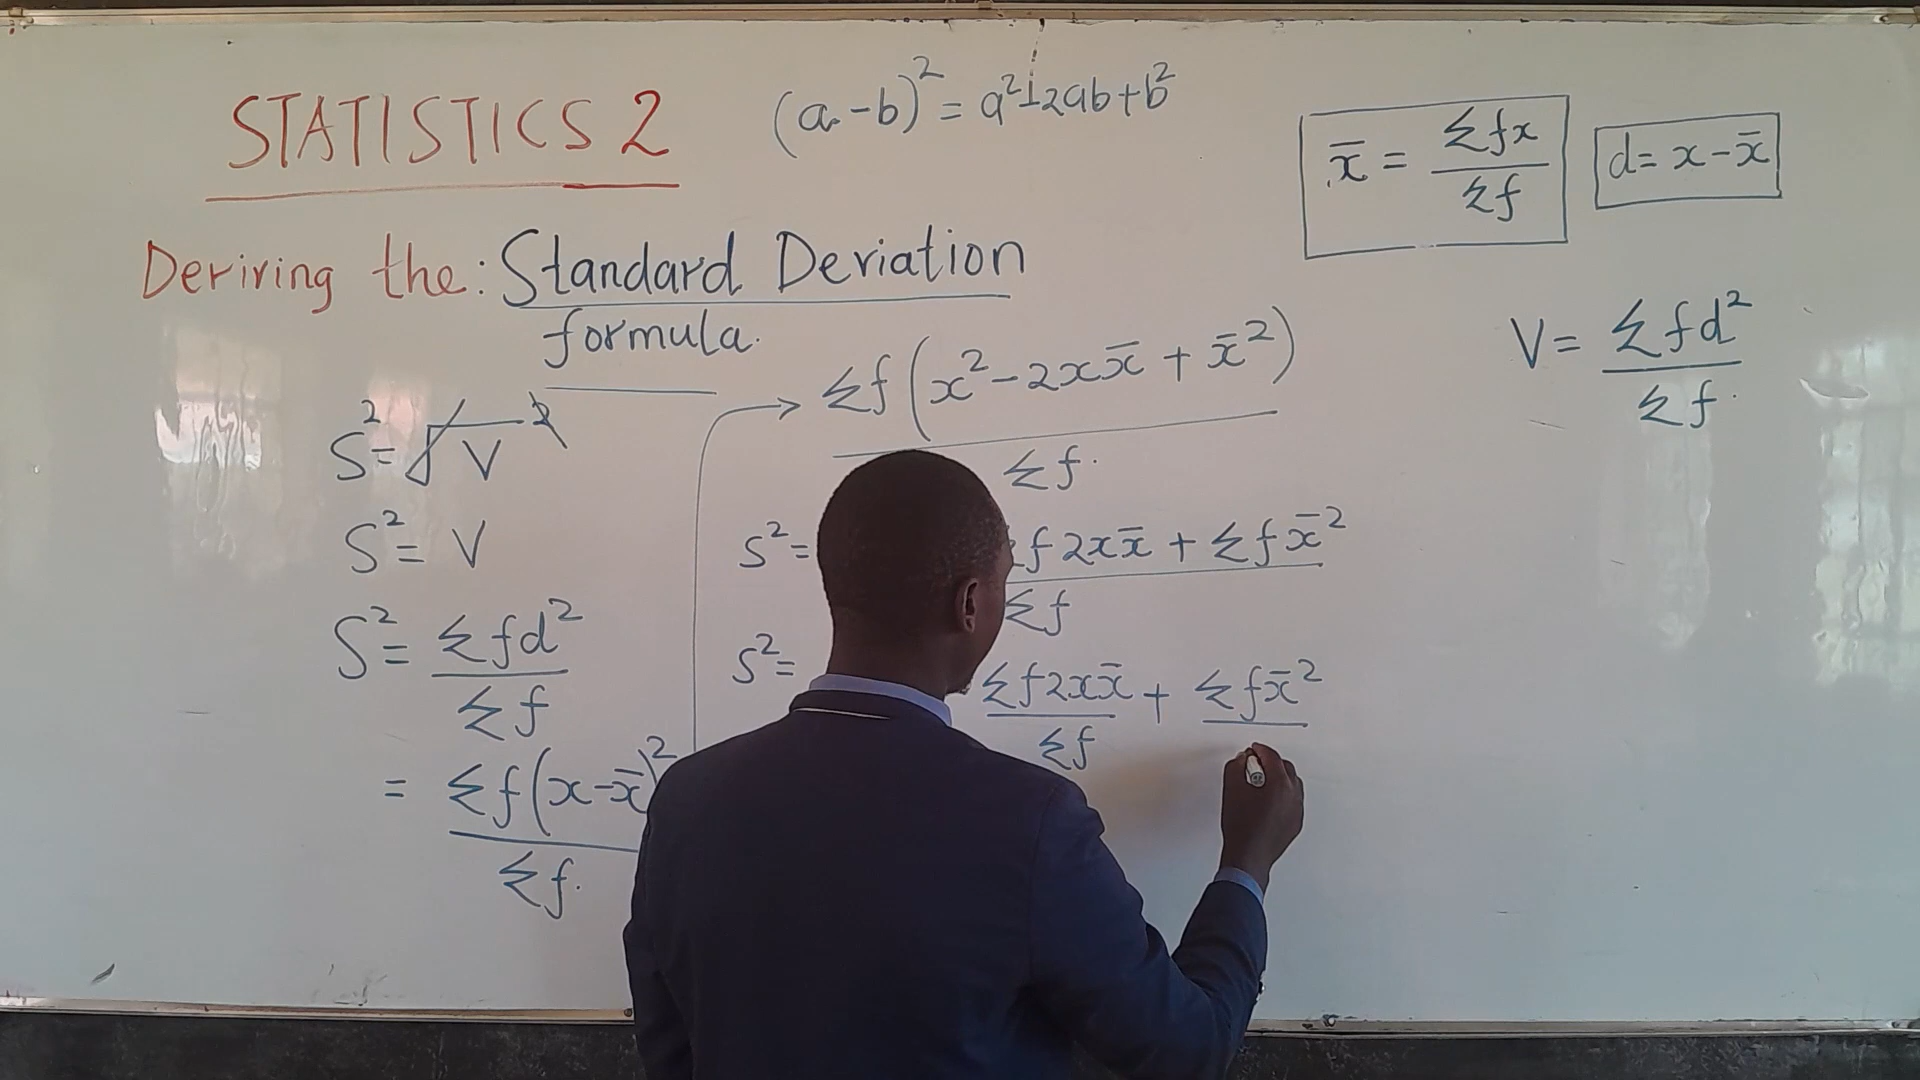 STATISTICS 2
(a-b)² = a²-2ab+b²
x̄ = Σfx / Σf
d = x - x̄
Deriving the: Standard Deviation
formula.
V = Σfd² / Σf.
S² = √V²
S² = V
S² = Σfd² / Σf
= Σf(x-x̄)² / Σf.
Σf(x² - 2xx̄ + x̄²) / Σf.
S² = f2xx̄ + Σfx̄² / Σf
S² = Σf2xx̄ / Σf + Σfx̄²